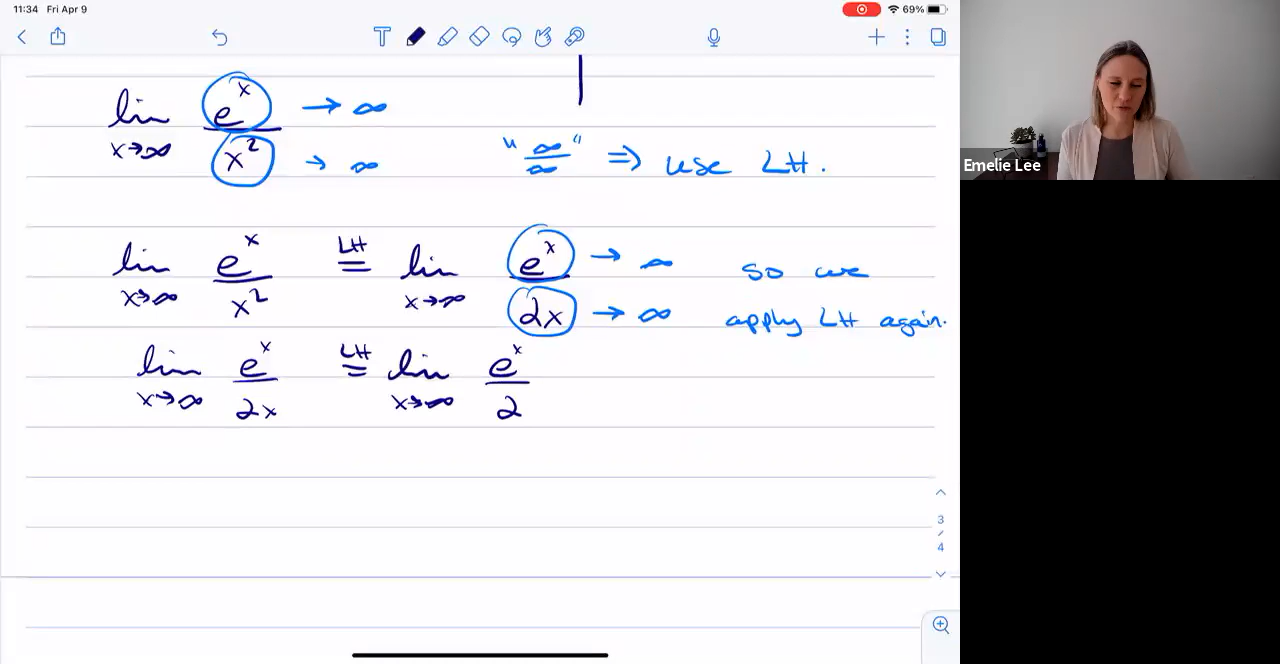 11:34 Fri Apr 9
69%
lim x→∞ e^x / x^2 → ∞ → ∞
"∞/∞" ⇒ use LH.
lim x→∞ e^x / x^2 LH = lim x→∞ e^x / 2x → ∞ → ∞ so we
apply LH again.
lim x→∞ e^x / 2x LH = lim x→∞ e^x / 2
3
/
4
Emelie Lee